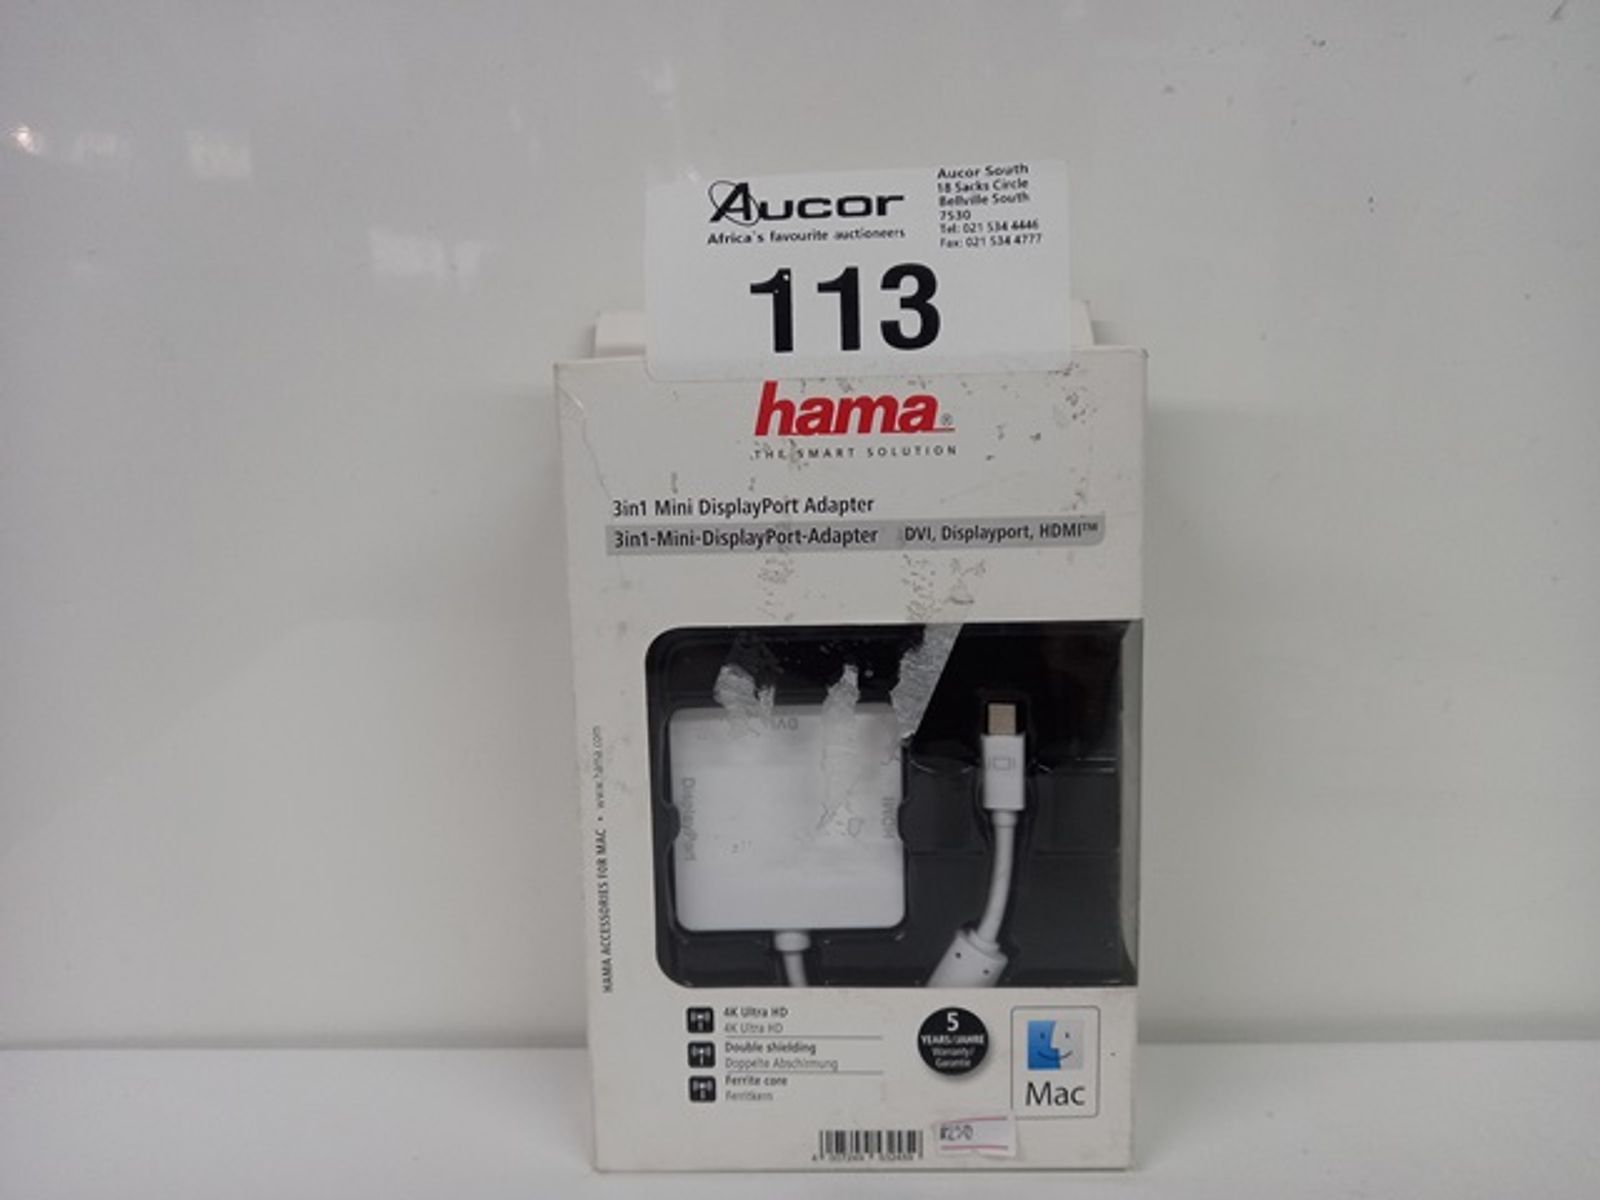 Aucor
Africa's favourite auctioneers
Aucor South
18 Sacks Circle
Bellville South
7530
Tel: 021 534 4446
Fax: 021 534 4777
113
hama®
THE SMART SOLUTION
3in1 Mini DisplayPort Adapter
3in1-Mini-DisplayPort-Adapter DVI, Displayport, HDMI™
DVI
DisplayPort
HDMI
HAMA ACCESSORIES FOR MAC • www.hama.com
4K Ultra HD
4K Ultra HD
Double shielding
Doppelte Abschirmung
Ferrite core
Ferritkern
5
YEARS/JAHRE
Warranty/
Garantie
Mac
R250